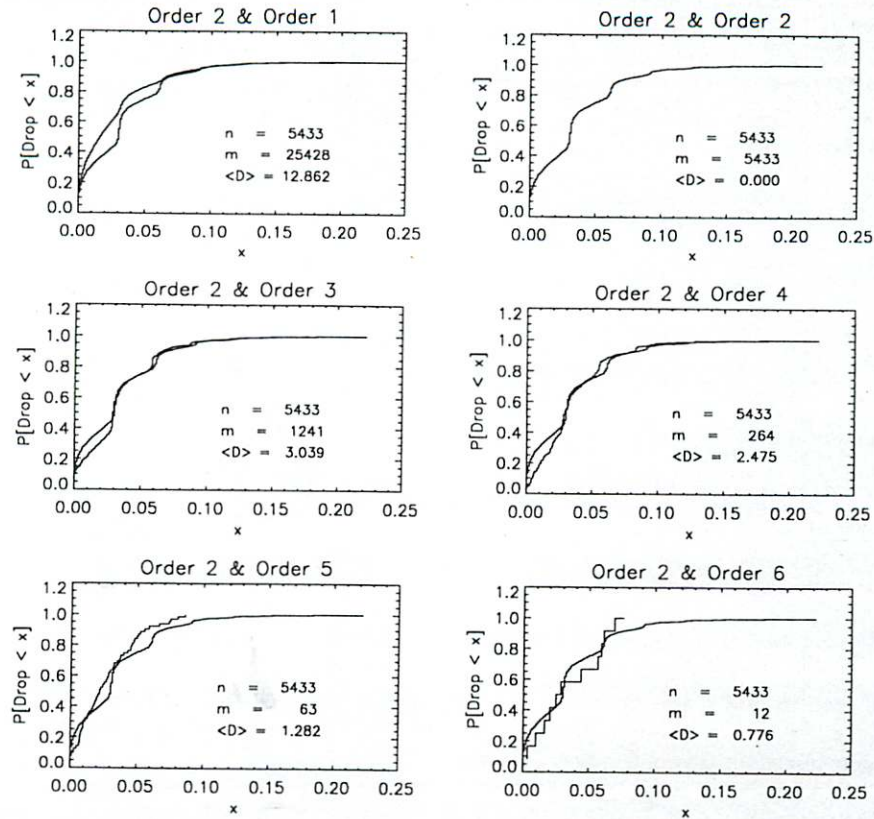 Order 2 & Order 1
1.2
1.0
0.8
0.6
0.4
0.2
0.0
P[Drop < x]
n = 5433
m = 25428
<D> = 12.862
0.00 0.05 0.10 0.15 0.20 0.25
x
Order 2 & Order 2
1.2
1.0
0.8
0.6
0.4
0.2
0.0
P[Drop < x]
n = 5433
m = 5433
<D> = 0.000
0.00 0.05 0.10 0.15 0.20 0.25
x
Order 2 & Order 3
1.2
1.0
0.8
0.6
0.4
0.2
0.0
P[Drop < x]
n = 5433
m = 1241
<D> = 3.039
0.00 0.05 0.10 0.15 0.20 0.25
x
Order 2 & Order 4
1.2
1.0
0.8
0.6
0.4
0.2
0.0
P[Drop < x]
n = 5433
m = 264
<D> = 2.475
0.00 0.05 0.10 0.15 0.20 0.25
x
Order 2 & Order 5
1.2
1.0
0.8
0.6
0.4
0.2
0.0
P[Drop < x]
n = 5433
m = 63
<D> = 1.282
0.00 0.05 0.10 0.15 0.20 0.25
x
Order 2 & Order 6
1.2
1.0
0.8
0.6
0.4
0.2
0.0
P[Drop < x]
n = 5433
m = 12
<D> = 0.776
0.00 0.05 0.10 0.15 0.20 0.25
x